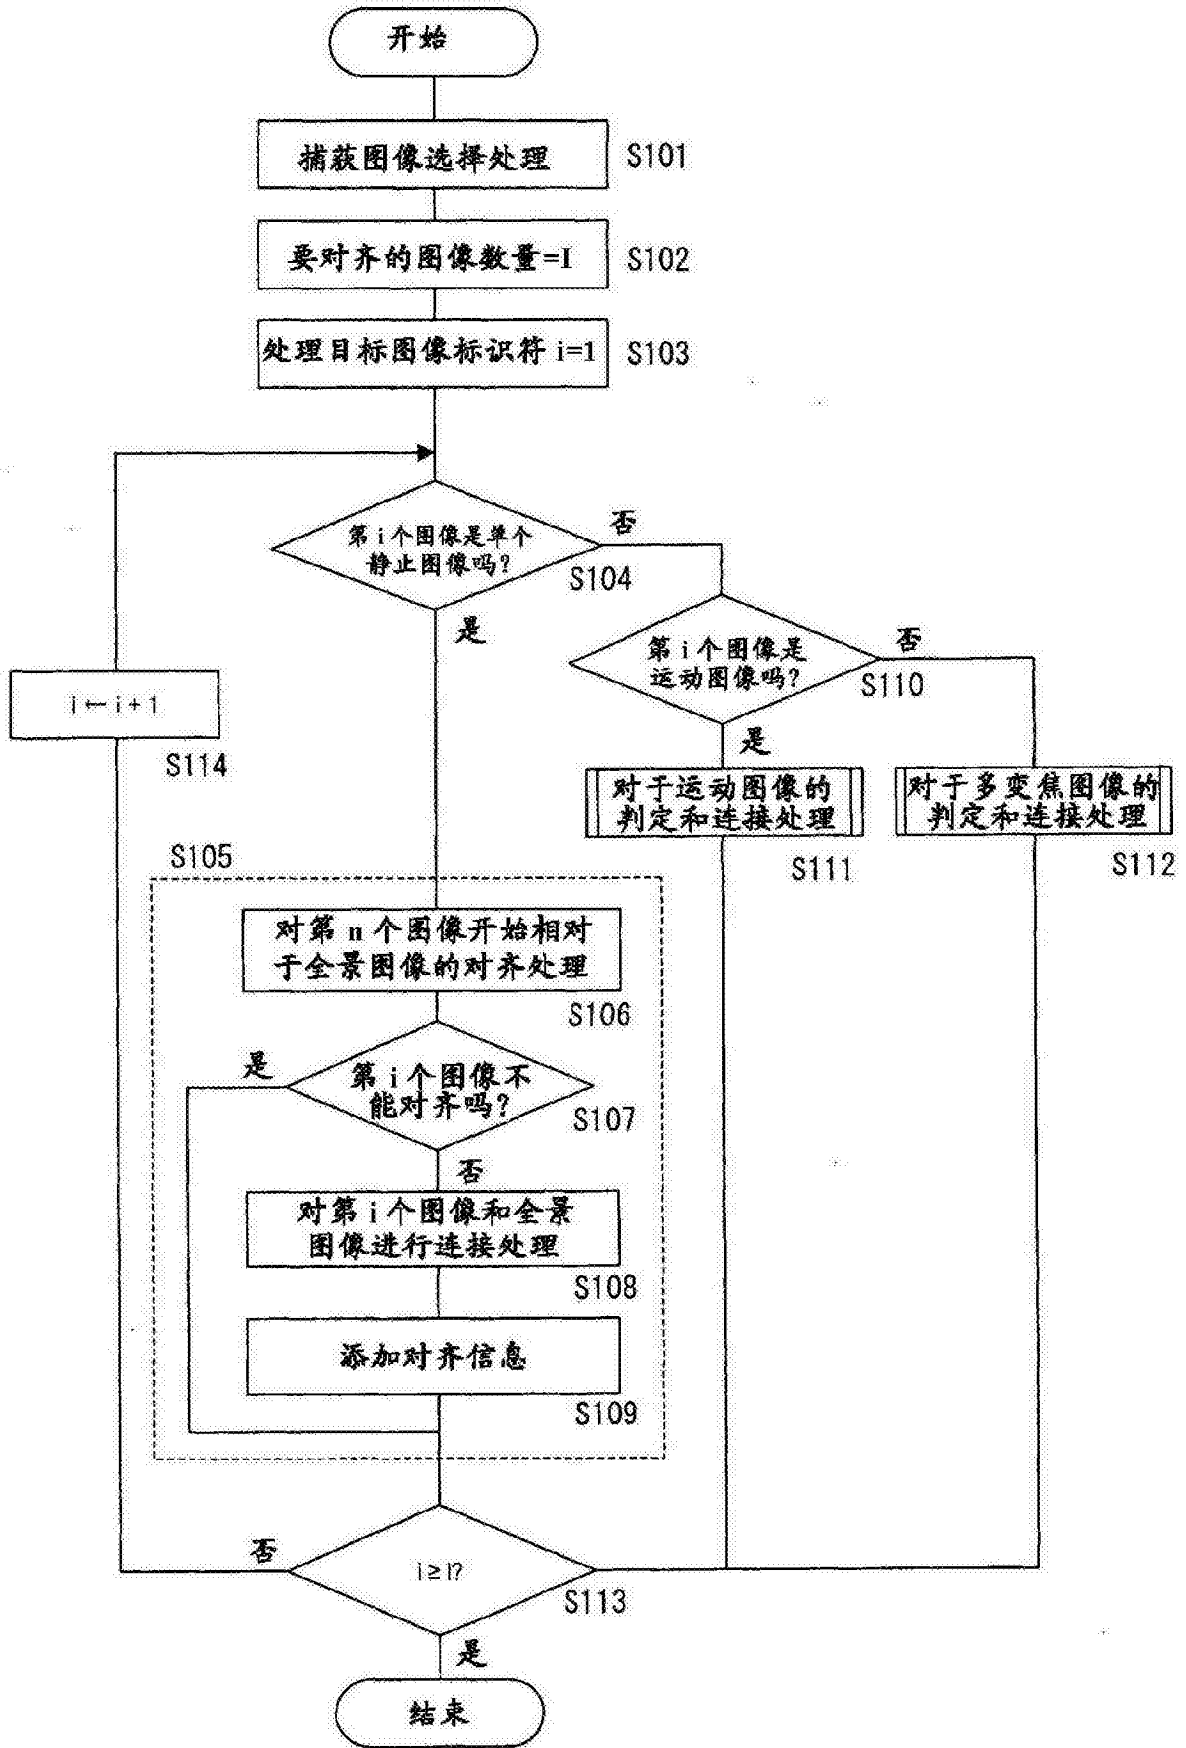 开始
捕获图像选择处理
S101
要对齐的图像数量=I
S102
处理目标图像标识符 i=1
S103
第 i 个图像是单个
静止图像吗?
否
S104
是
第 i 个图像是
运动图像吗?
否
S110
是
i ← i + 1
S114
对于运动图像的
判定和连接处理
S111
对于多变焦图像的
判定和连接处理
S112
S105
对第 n 个图像开始相对
于全景图像的对齐处理
S106
是
第 i 个图像不
能对齐吗?
S107
否
对第 i 个图像和全景
图像进行连接处理
S108
添加对齐信息
S109
否
i ≥ I?
S113
是
结束